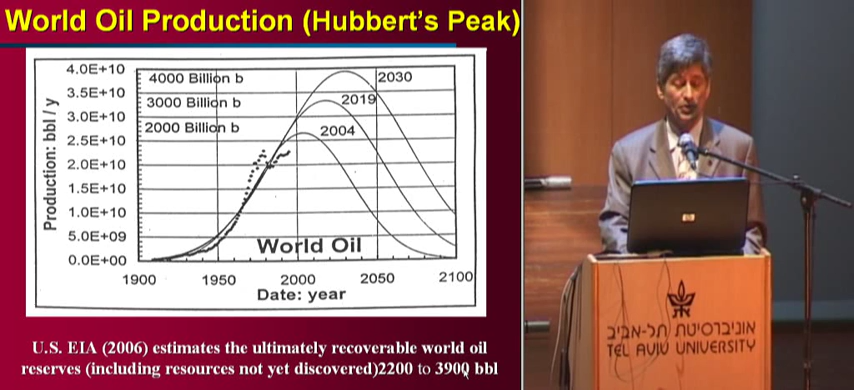 World Oil Production (Hubbert's Peak)
4.0E+10
3.5E+10
3.0E+10
2.5E+10
2.0E+10
1.5E+10
1.0E+10
5.0E+09
0.0E+00
Production: bbl / y
4000 Billion b
3000 Billion b
2000 Billion b
2030
2019
2004
World Oil
1900 1950 2000 2050 2100
Date: year
U.S. EIA (2006) estimates the ultimately recoverable world oil
reserves (including resources not yet discovered)2200 to 3900 bbl
hp
אוניברסיטת תל-אביב
TEL AVIV UNIVERSITY